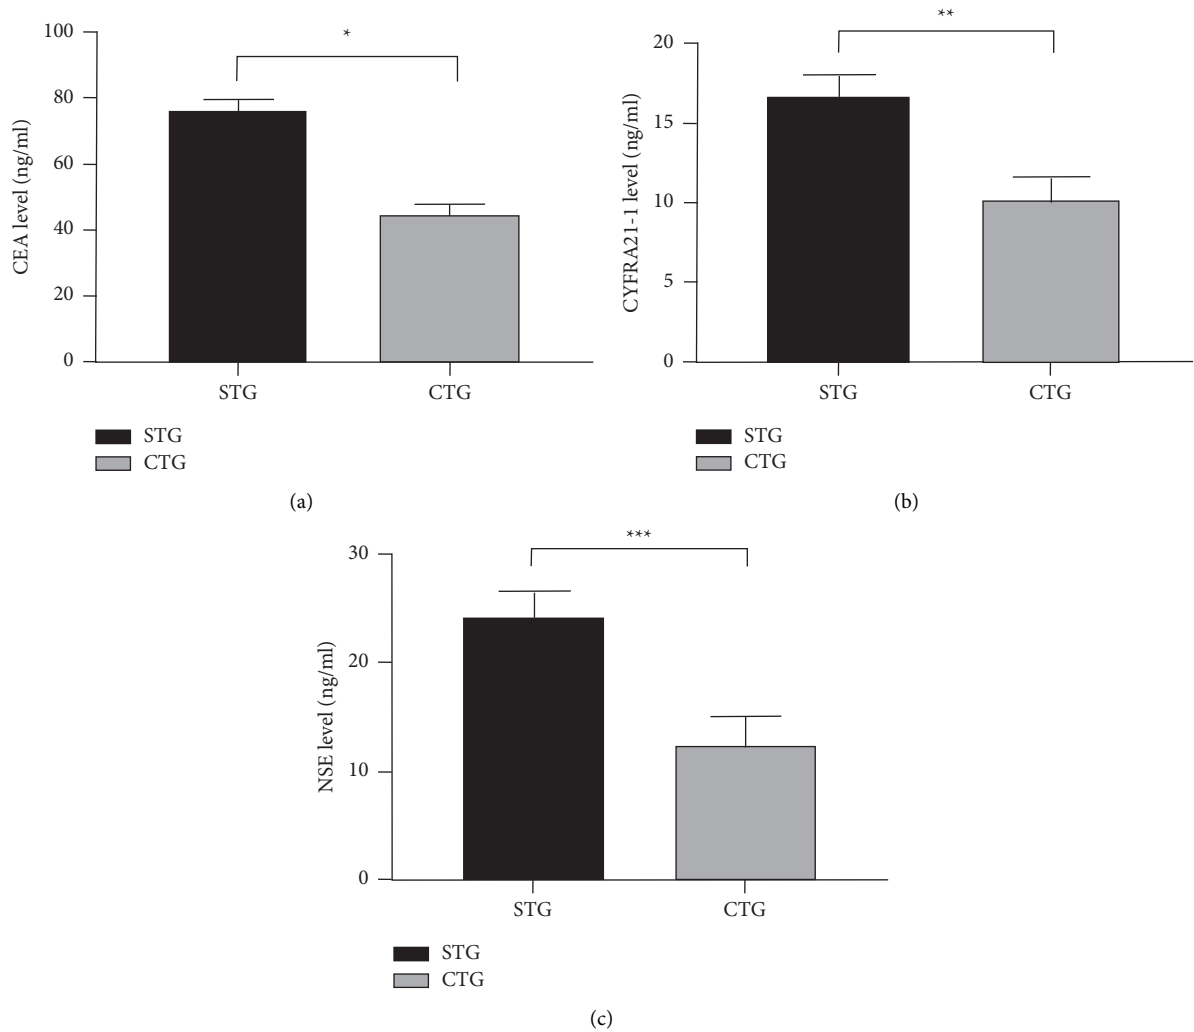 *
100
80
60
40
20
0
CEA level (ng/ml)
STG
CTG
STG
CTG
(a)
**
20
15
10
5
0
CYFRA21-1 level (ng/ml)
STG
CTG
STG
CTG
(b)
***
30
20
10
0
NSE level (ng/ml)
STG
CTG
STG
CTG
(c)